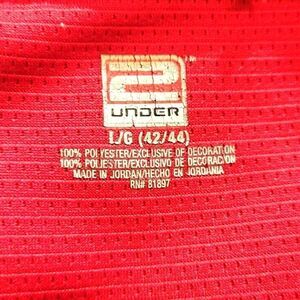 2
UNDER
L/G (42/44)
100% POLYESTER/EXCLUSIVE OF DECORATION
100% POLYESTER/EXCLUSIVO DE DECORACION
MADE IN JORDAN/HECHO EN JORDANIA
RN# 81897